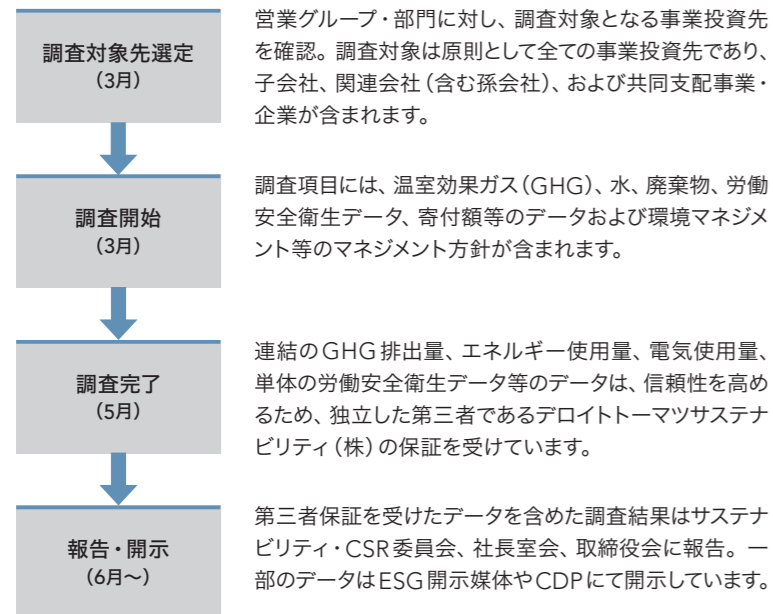 調査対象先選定
(3月)
営業グループ・部門に対し、調査対象となる事業投資先
を確認。調査対象は原則として全ての事業投資先であり、
子会社、関連会社(含む孫会社)、および共同支配事業・
企業が含まれます。
調査開始
(3月)
調査項目には、温室効果ガス(GHG)、水、廃棄物、労働
安全衛生データ、寄付額等のデータおよび環境マネジメ
ント等のマネジメント方針が含まれます。
調査完了
(5月)
連結のGHG排出量、エネルギー使用量、電気使用量、
単体の労働安全衛生データ等のデータは、信頼性を高め
るため、独立した第三者であるデロイトトーマツサステナ
ビリティ(株)の保証を受けています。
報告・開示
(6月〜)
第三者保証を受けたデータを含めた調査結果はサステナ
ビリティ・CSR委員会、社長室会、取締役会に報告。一
部のデータはESG開示媒体やCDPにて開示しています。